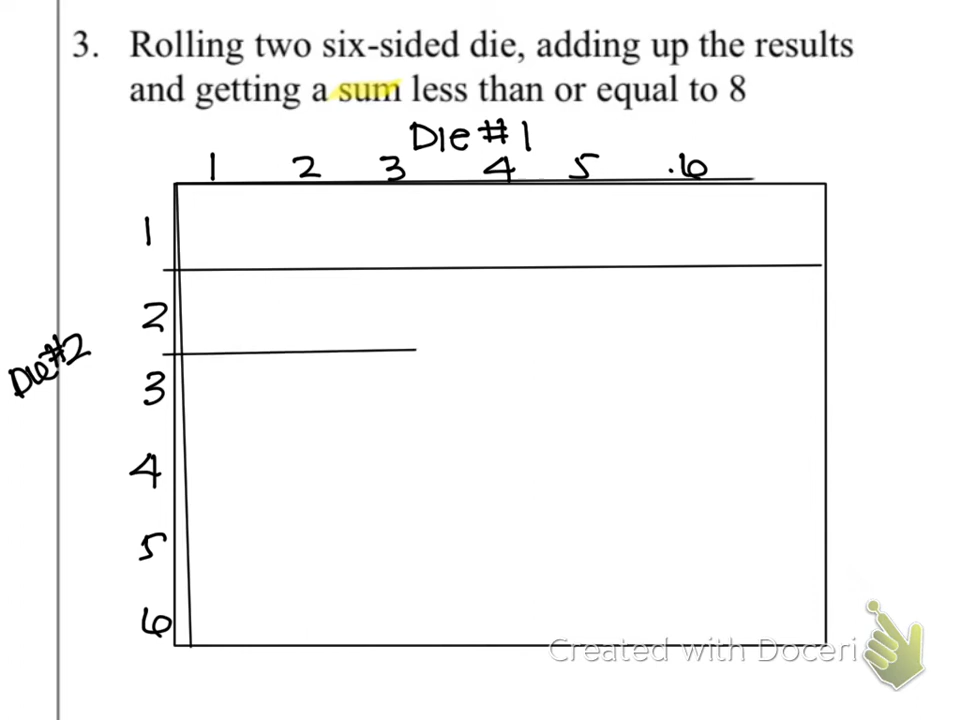 3. Rolling two six-sided die, adding up the results
and getting a sum less than or equal to 8
Die #1
1 2 3 4 5 .6
1
2
Die #2
3
4
5
6
Created with Doceri